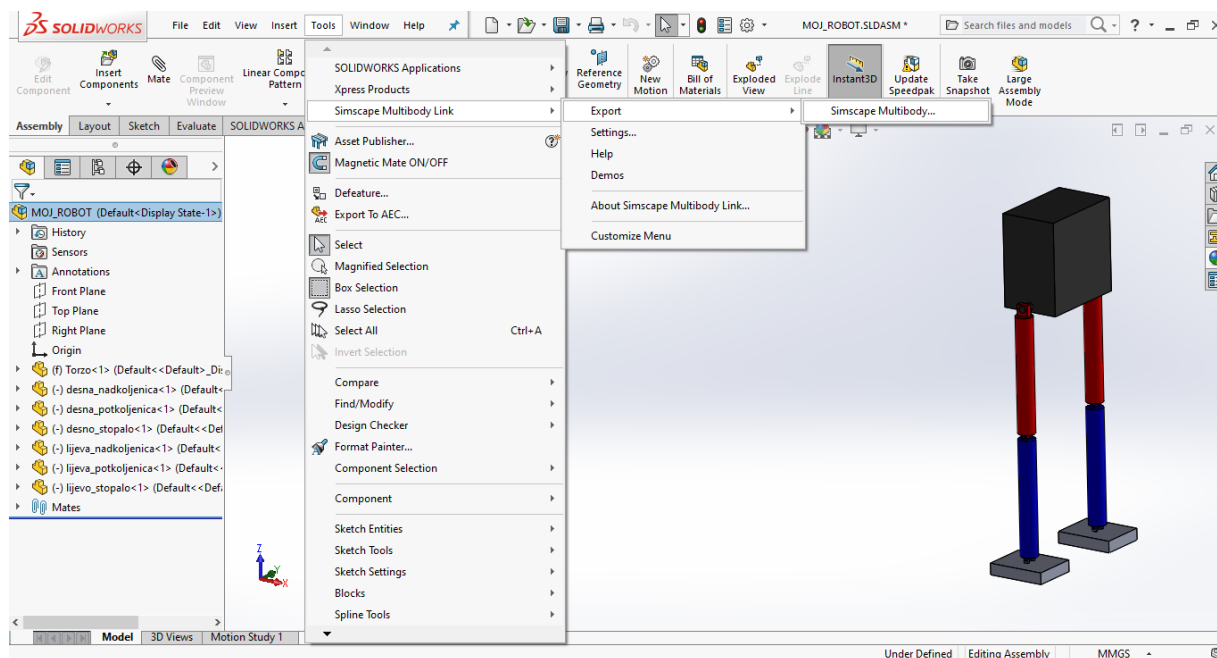 SOLIDWORKS File Edit View Insert Tools Window Help MOJ_ROBOT.SLDASM * Search files and models ?
Edit Component
Insert Components
Mate
Component Preview Window
Linear Compo
Pattern
Reference Geometry
New Motion
Bill of Materials
Exploded View
Explode Line
Instant3D
Update Speedpak
Take Snapshot
Large Assembly Mode
Assembly Layout Sketch Evaluate SOLIDWORKS A
MOJ_ROBOT (Default<Display State-1>)
History
Sensors
A Annotations
Front Plane
Top Plane
Right Plane
Origin
(f) Torzo<1> (Default<<Default>_Di
(-) desna_nadkoljenica<1> (Default<
(-) desna_potkoljenica<1> (Default<
(-) desno_stopalo<1> (Default<<Def
(-) lijeva_nadkoljenica<1> (Default<
(-) lijeva_potkoljenica<1> (Default<
(-) lijevo_stopalo<1> (Default<<Def
Mates
SOLIDWORKS Applications
Xpress Products
Simscape Multibody Link
Asset Publisher...
Magnetic Mate ON/OFF
Defeature...
AEC Export To AEC...
Select
Magnified Selection
Box Selection
Lasso Selection
Select All Ctrl+A
Invert Selection
Compare
Find/Modify
Design Checker
Format Painter...
Component Selection
Component
Sketch Entities
Sketch Tools
Sketch Settings
Blocks
Spline Tools
Export
Settings...
Help
Demos
About Simscape Multibody Link...
Customize Menu
Simscape Multibody...
Z
Y
X
Model 3D Views Motion Study 1
Under Defined Editing Assembly MMGS